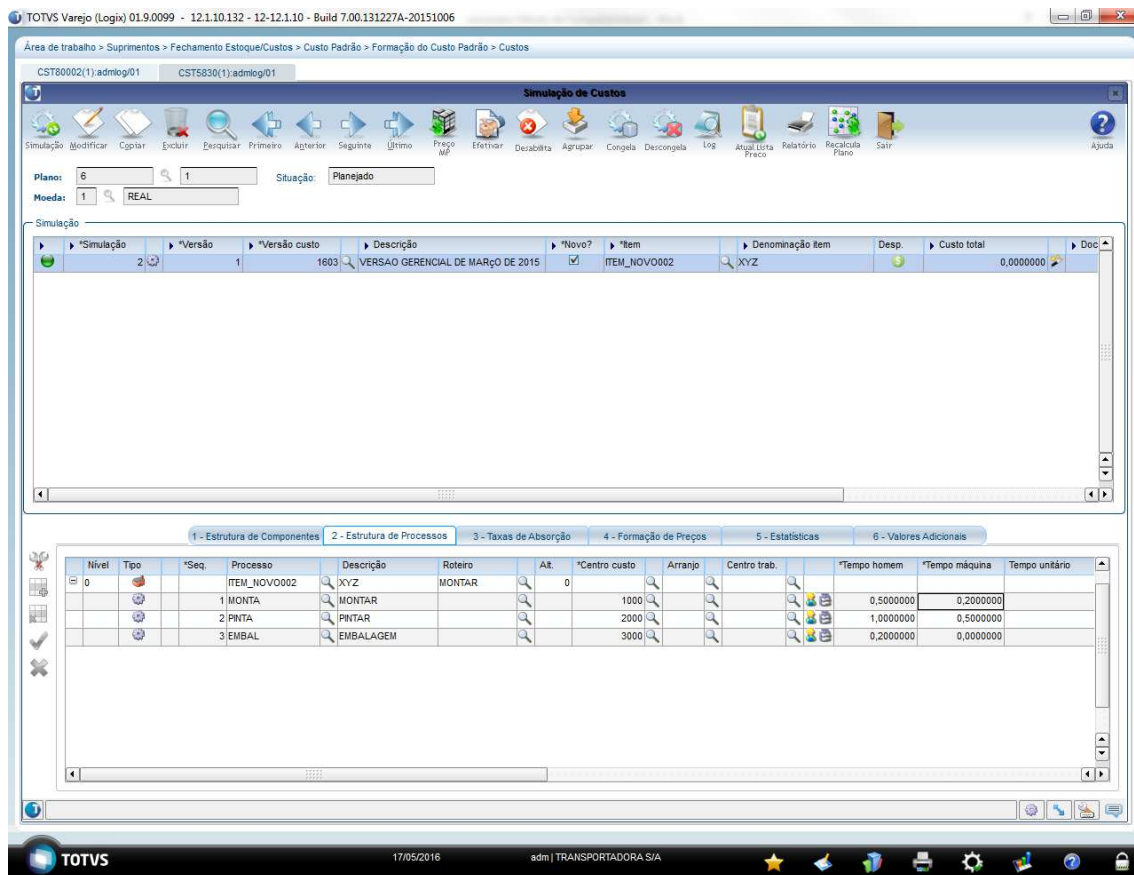 TOTVS Varejo (Logix) 01.9.0099 - 12.1.10.132 - 12-12.1.10 - Build 7.00.131227A-20151006
Área de trabalho > Suprimentos > Fechamento Estoque/Custos > Custo Padrão > Formação do Custo Padrão > Custos
CST80002(1):admlog/01 CST5830(1):admlog/01
Simulação de Custos
Simulação Modificar Copiar Excluir Pesquisar Primeiro Anterior Seguinte Último Preço MP Efetivar Desabilita Agrupar Congela Descongela Log Atual.Lista Preco Relatório Recalcula Plano Sair Ajuda
Plano: 6 1 Situação: Planejado
Moeda: 1 REAL
Simulação
*Simulação *Versão *Versão custo Descrição *Novo? *Item Denominação item Desp. Custo total Doc
2 1 1603 VERSAO GERENCIAL DE MARçO DE 2015 ITEM_NOVO002 XYZ 0,0000000
1 - Estrutura de Componentes 2 - Estrutura de Processos 3 - Taxas de Absorção 4 - Formação de Preços 5 - Estatísticas 6 - Valores Adicionais
Nível Tipo *Seq. Processo Descrição Roteiro Alt. *Centro custo Arranjo Centro trab. *Tempo homem *Tempo máquina Tempo unitário
0 ITEM_NOVO002 XYZ MONTAR 0
1 MONTA MONTAR 1000 0,5000000 0,2000000
2 PINTA PINTAR 2000 1,0000000 0,5000000
3 EMBAL EMBALAGEM 3000 0,2000000 0,0000000
TOTVS 17/05/2016 adm | TRANSPORTADORA S/A